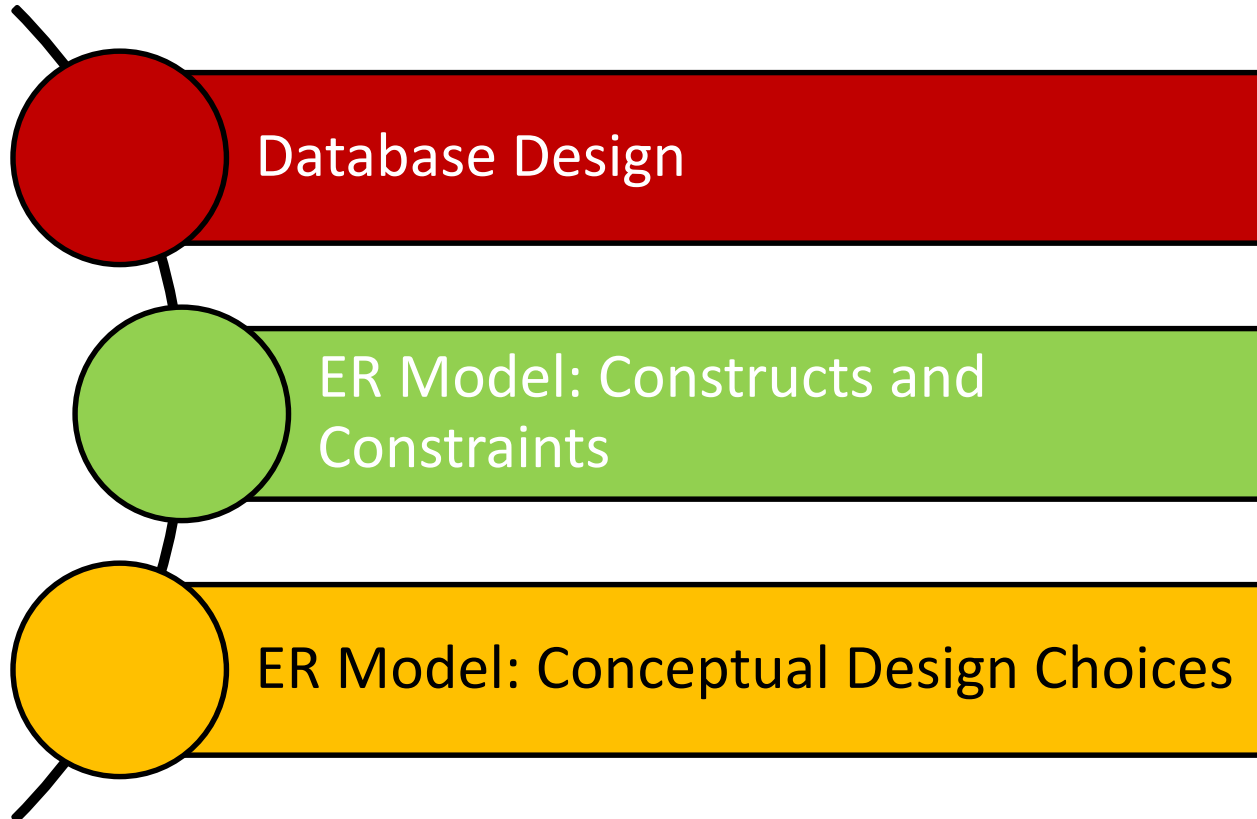 Database Design
ER Model: Constructs and
Constraints
ER Model: Conceptual Design Choices